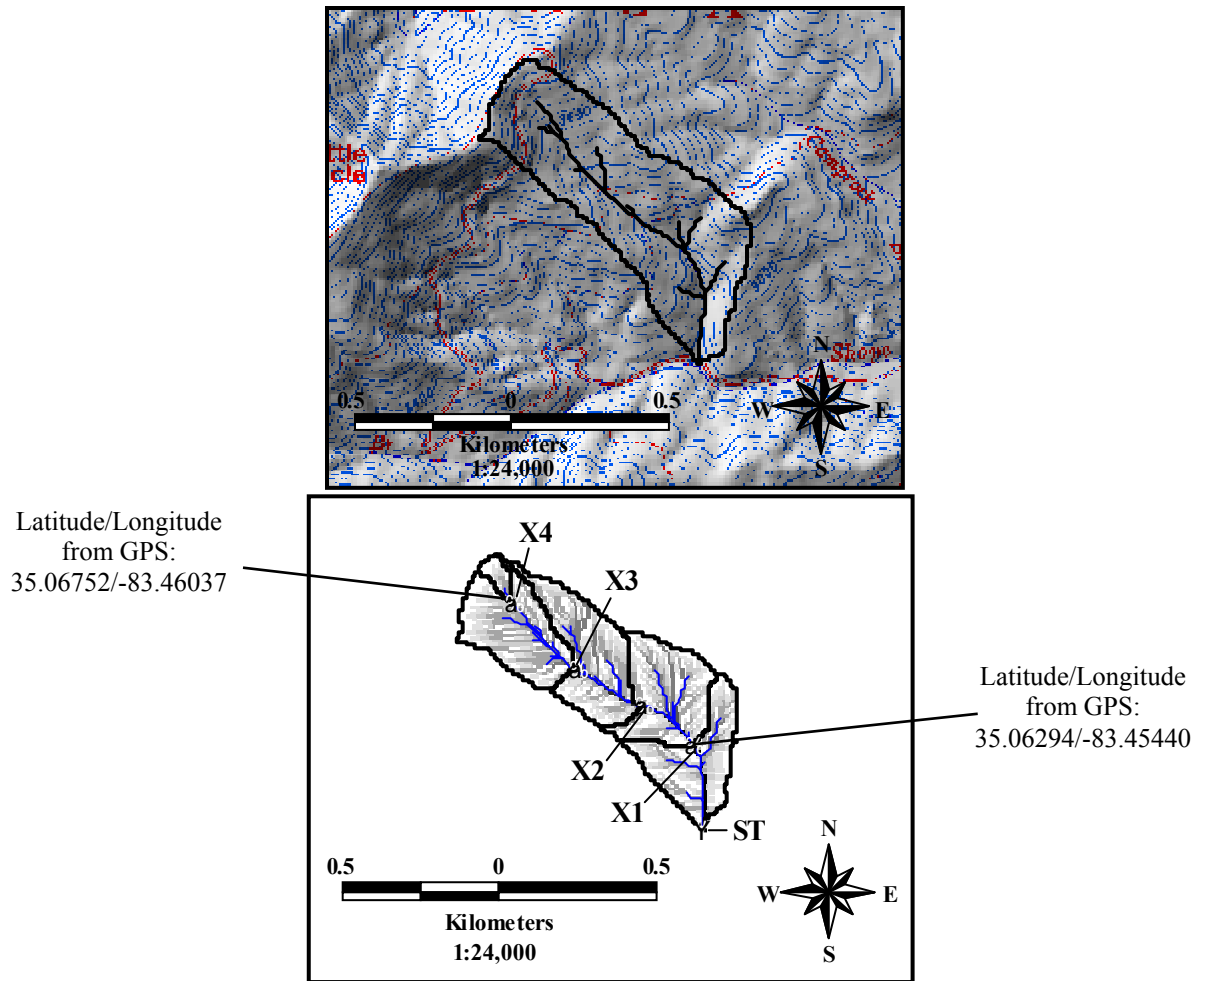 ttle
cle
Camprock
N
Skope
0.5
0
0.5
W
E
Kilometers
1:24,000
S
Latitude/Longitude
from GPS:
35.06752/-83.46037
X4
X3
a
a
a
a
Latitude/Longitude
from GPS:
35.06294/-83.45440
X2
X1
ST
0.5
0
0.5
N
W
E
Kilometers
1:24,000
S